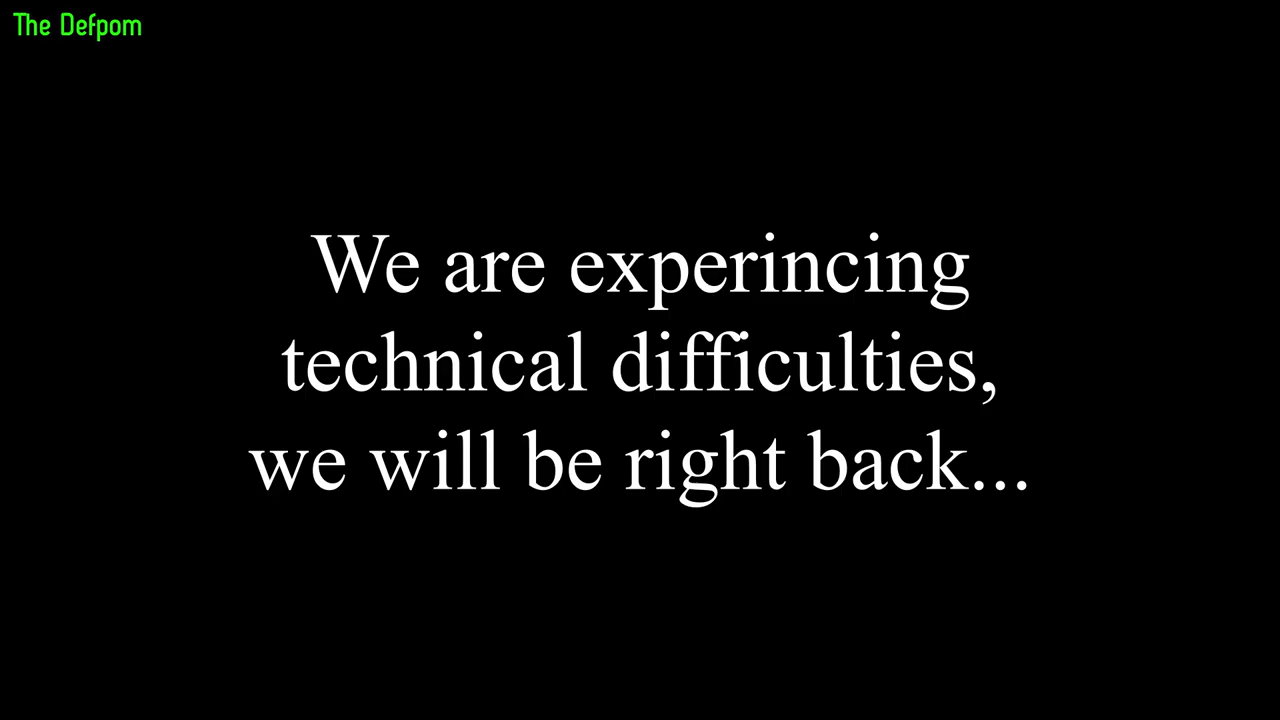 The Defpom
We are experincing
technical difficulties,
we will be right back...